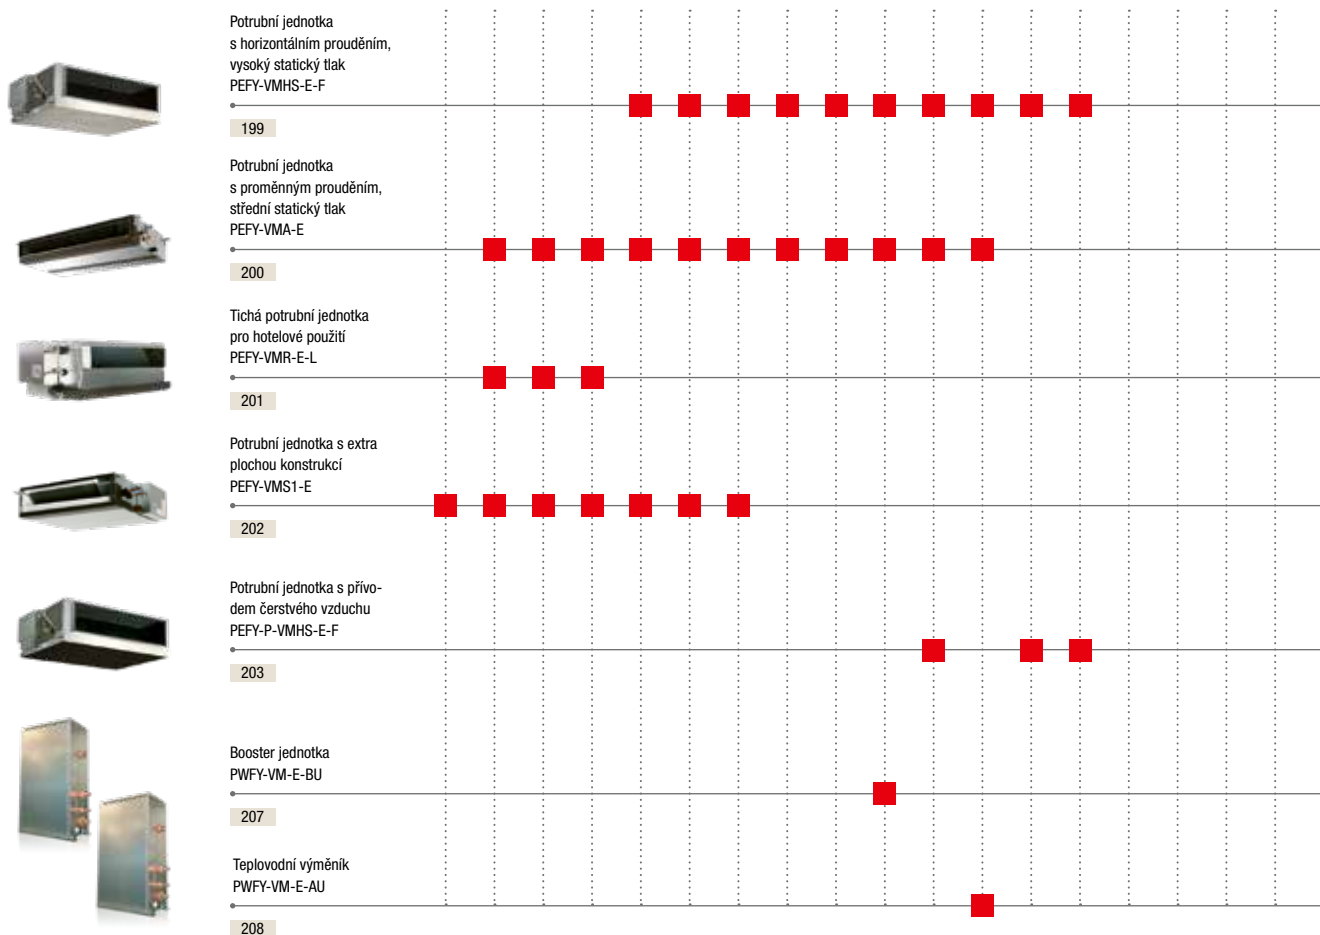 Potrubní jednotka
s horizontálním prouděním,
vysoký statický tlak
PEFY-VMHS-E-F
199
Potrubní jednotka
s proměnným prouděním,
střední statický tlak
PEFY-VMA-E
200
Tichá potrubní jednotka
pro hotelové použití
PEFY-VMR-E-L
201
Potrubní jednotka s extra
plochou konstrukcí
PEFY-VMS1-E
202
Potrubní jednotka s přívo-
dem čerstvého vzduchu
PEFY-P-VMHS-E-F
203
Booster jednotka
PWFY-VM-E-BU
207
Teplovodní výměník
PWFY-VM-E-AU
208